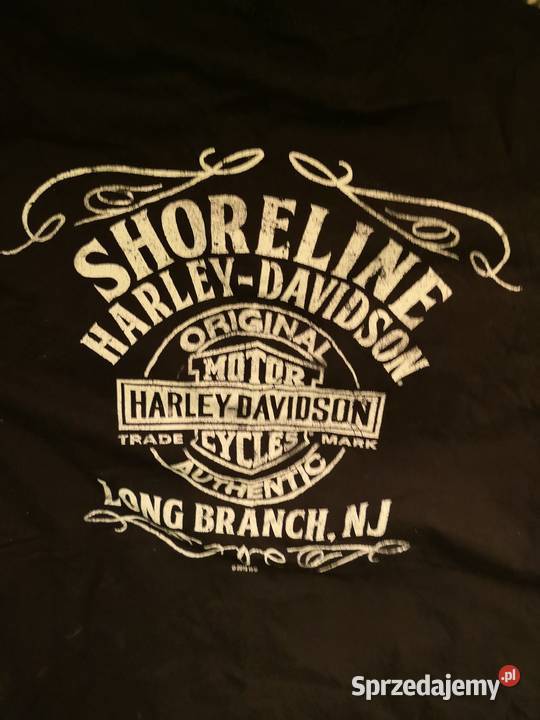 SHORELINE
HARLEY-DAVIDSON
ORIGINAL
MOTOR
HARLEY-DAVIDSON
TRADE MARK
CYCLES
AUTHENTIC
LONG BRANCH, NJ
Sprzedajemy.pl